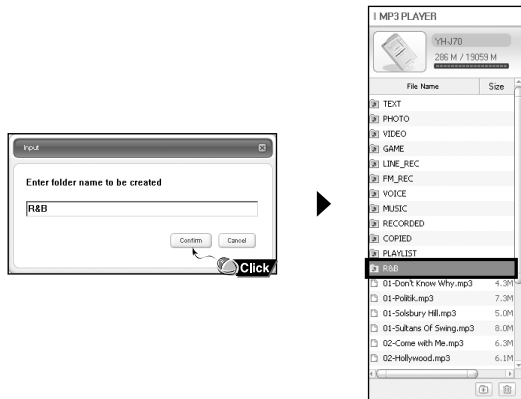 Input
Enter folder name to be created
R&B
Confirm Cancel
Click
MP3 PLAYER
YH-J70
286 M / 19059 M
File Name Size
TEXT
PHOTO
VIDEO
GAME
LINE_REC
FM_REC
VOICE
MUSIC
RECORDED
COPIED
PLAYLIST
R&B
01-Don't Know Why.mp3 4.3M
01-Politik.mp3 7.3M
01-Solsbury Hill.mp3 5.0M
01-Sultans Of Swing.mp3 8.0M
02-Come with Me.mp3 6.3M
02-Hollywood.mp3 6.1M